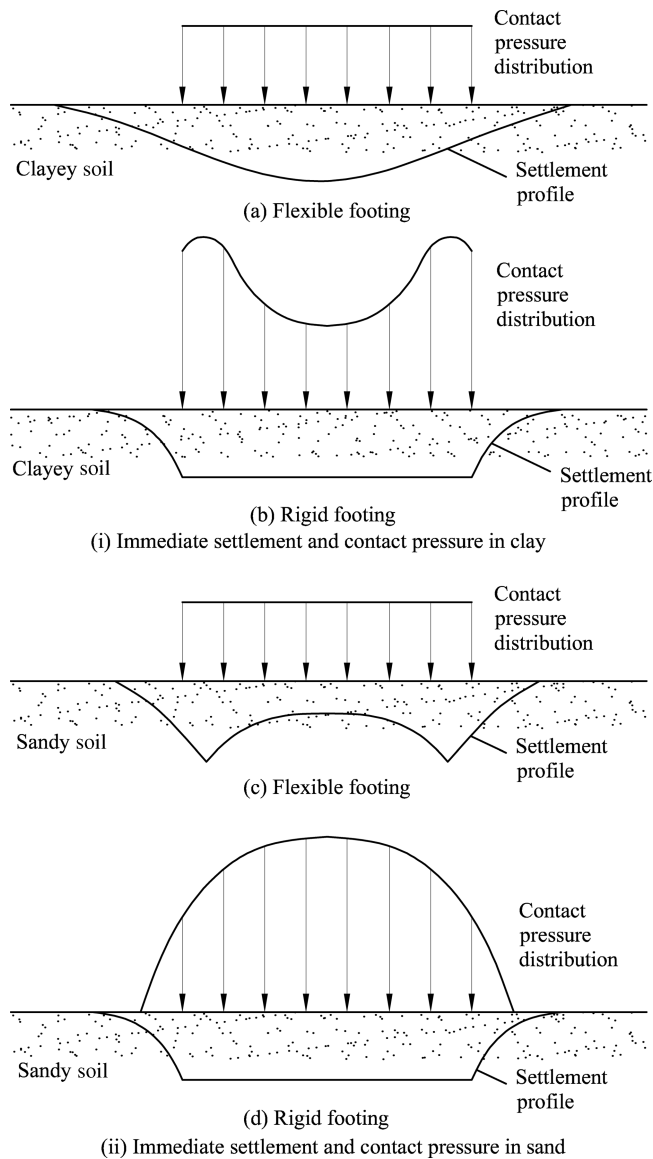 Contact
pressure
distribution
Clayey soil
Settlement
profile
(a) Flexible footing
Contact
pressure
distribution
Clayey soil
Settlement
profile
(b) Rigid footing
(i) Immediate settlement and contact pressure in clay
Contact
pressure
distribution
Sandy soil
Settlement
profile
(c) Flexible footing
Contact
pressure
distribution
Sandy soil
Settlement
profile
(d) Rigid footing
(ii) Immediate settlement and contact pressure in sand